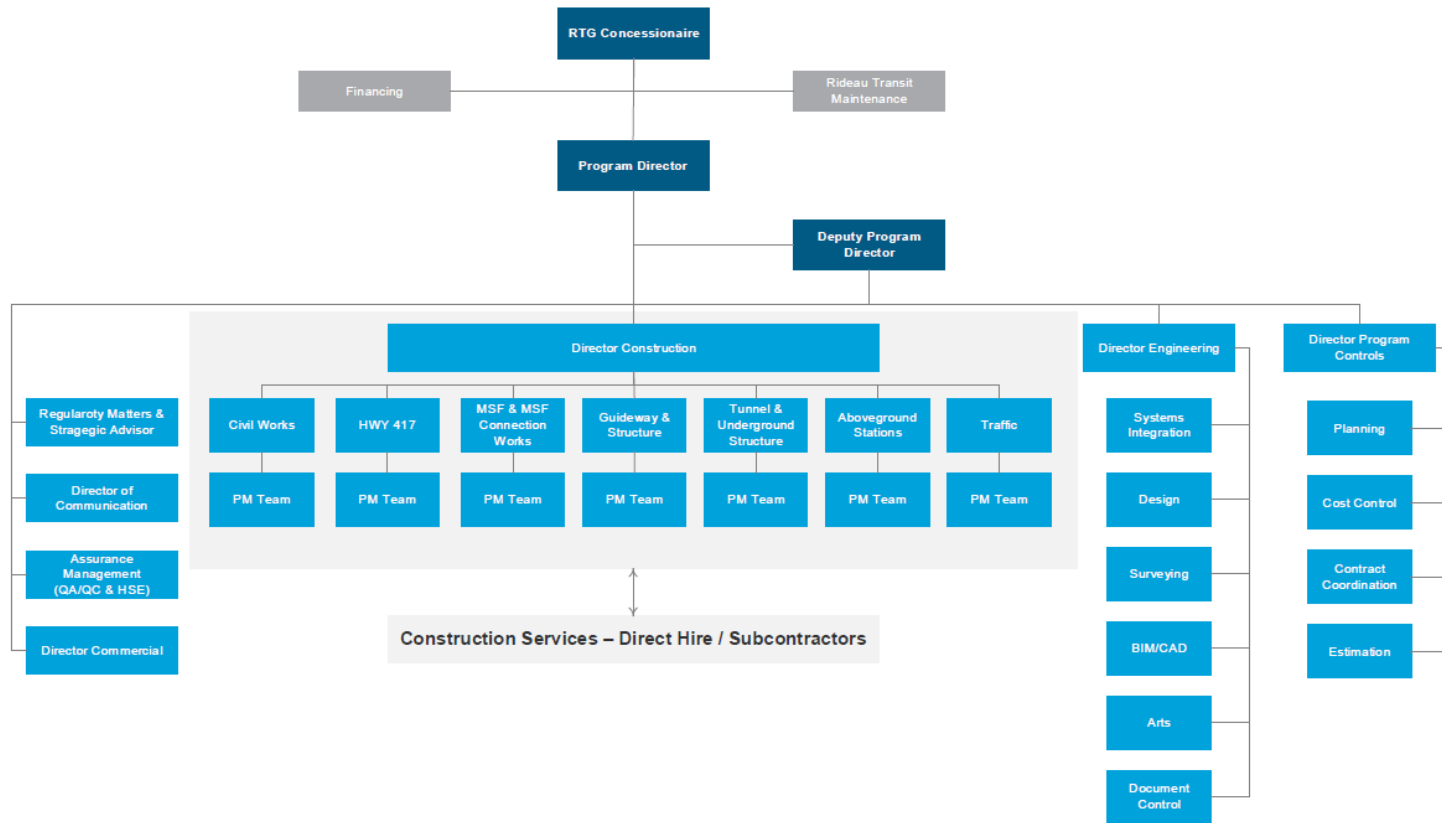 RTG Concessionaire
Financing
Rideau Transit
Maintenance
Program Director
Deputy Program
Director
Director Construction
Director Engineering
Director Program
Controls
Regularoty Matters &
Stragegic Advisor
Director of
Communication
Assurance
Management
(QA/QC & HSE)
Director Commercial
Civil Works
HWY 417
MSF & MSF
Connection
Works
Guideway &
Structure
Tunnel &
Underground
Structure
Aboveground
Stations
Traffic
PM Team
PM Team
PM Team
PM Team
PM Team
PM Team
PM Team
Construction Services – Direct Hire / Subcontractors
Systems
Integration
Design
Surveying
BIM/CAD
Arts
Document
Control
Planning
Cost Control
Contract
Coordination
Estimation